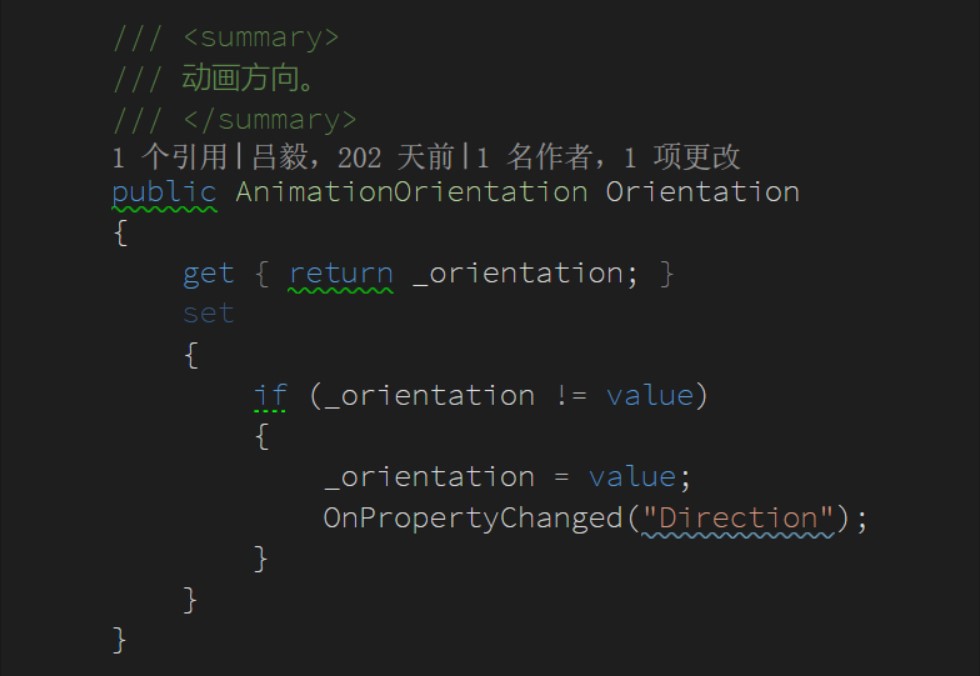 /// <summary>
/// 动画方向。
/// </summary>
1 个引用|吕毅，202 天前|1 名作者，1 项更改
public AnimationOrientation Orientation
{
get { return _orientation; }
set
{
if (_orientation != value)
{
_orientation = value;
OnPropertyChanged("Direction");
}
}
}